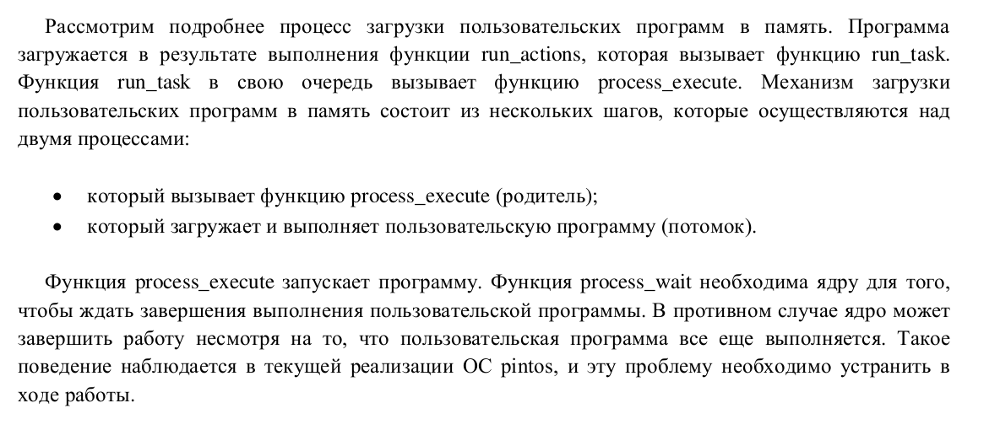 Рассмотрим подробнее процесс загрузки пользовательских программ в память. Программа
загружается в результате выполнения функции run_actions, которая вызывает функцию run_task.
Функция run_task в свою очередь вызывает функцию process_execute. Механизм загрузки
пользовательских программ в память состоит из нескольких шагов, которые осуществляются над
двумя процессами:
• который вызывает функцию process_execute (родитель);
• который загружает и выполняет пользовательскую программу (потомок).
Функция process_execute запускает программу. Функция process_wait необходима ядру для того,
чтобы ждать завершения выполнения пользовательской программы. В противном случае ядро может
завершить работу несмотря на то, что пользовательская программа все еще выполняется. Такое
поведение наблюдается в текущей реализации ОС pintos, и эту проблему необходимо устранить в
ходе работы.